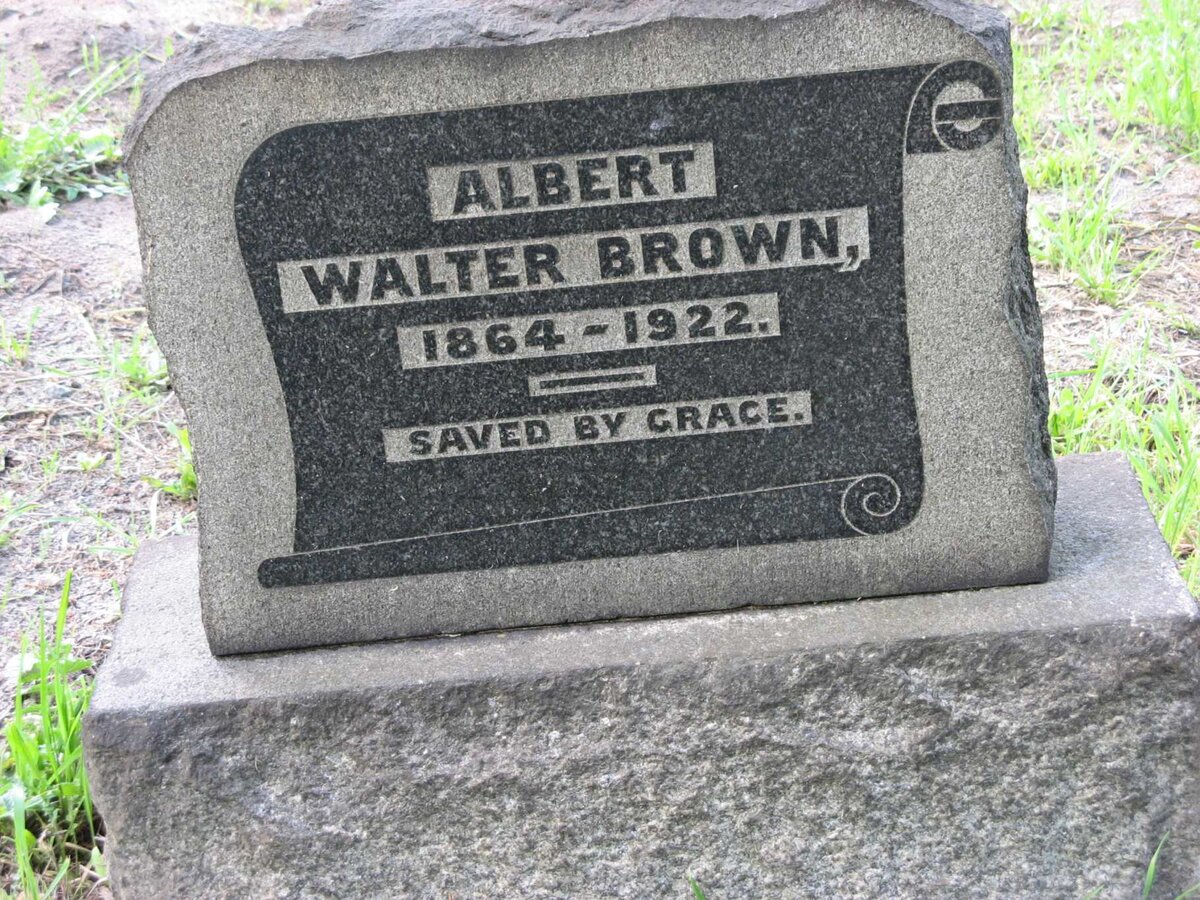 ALBERT
WALTER BROWN,
1864-1922.
SAVED BY GRACE.